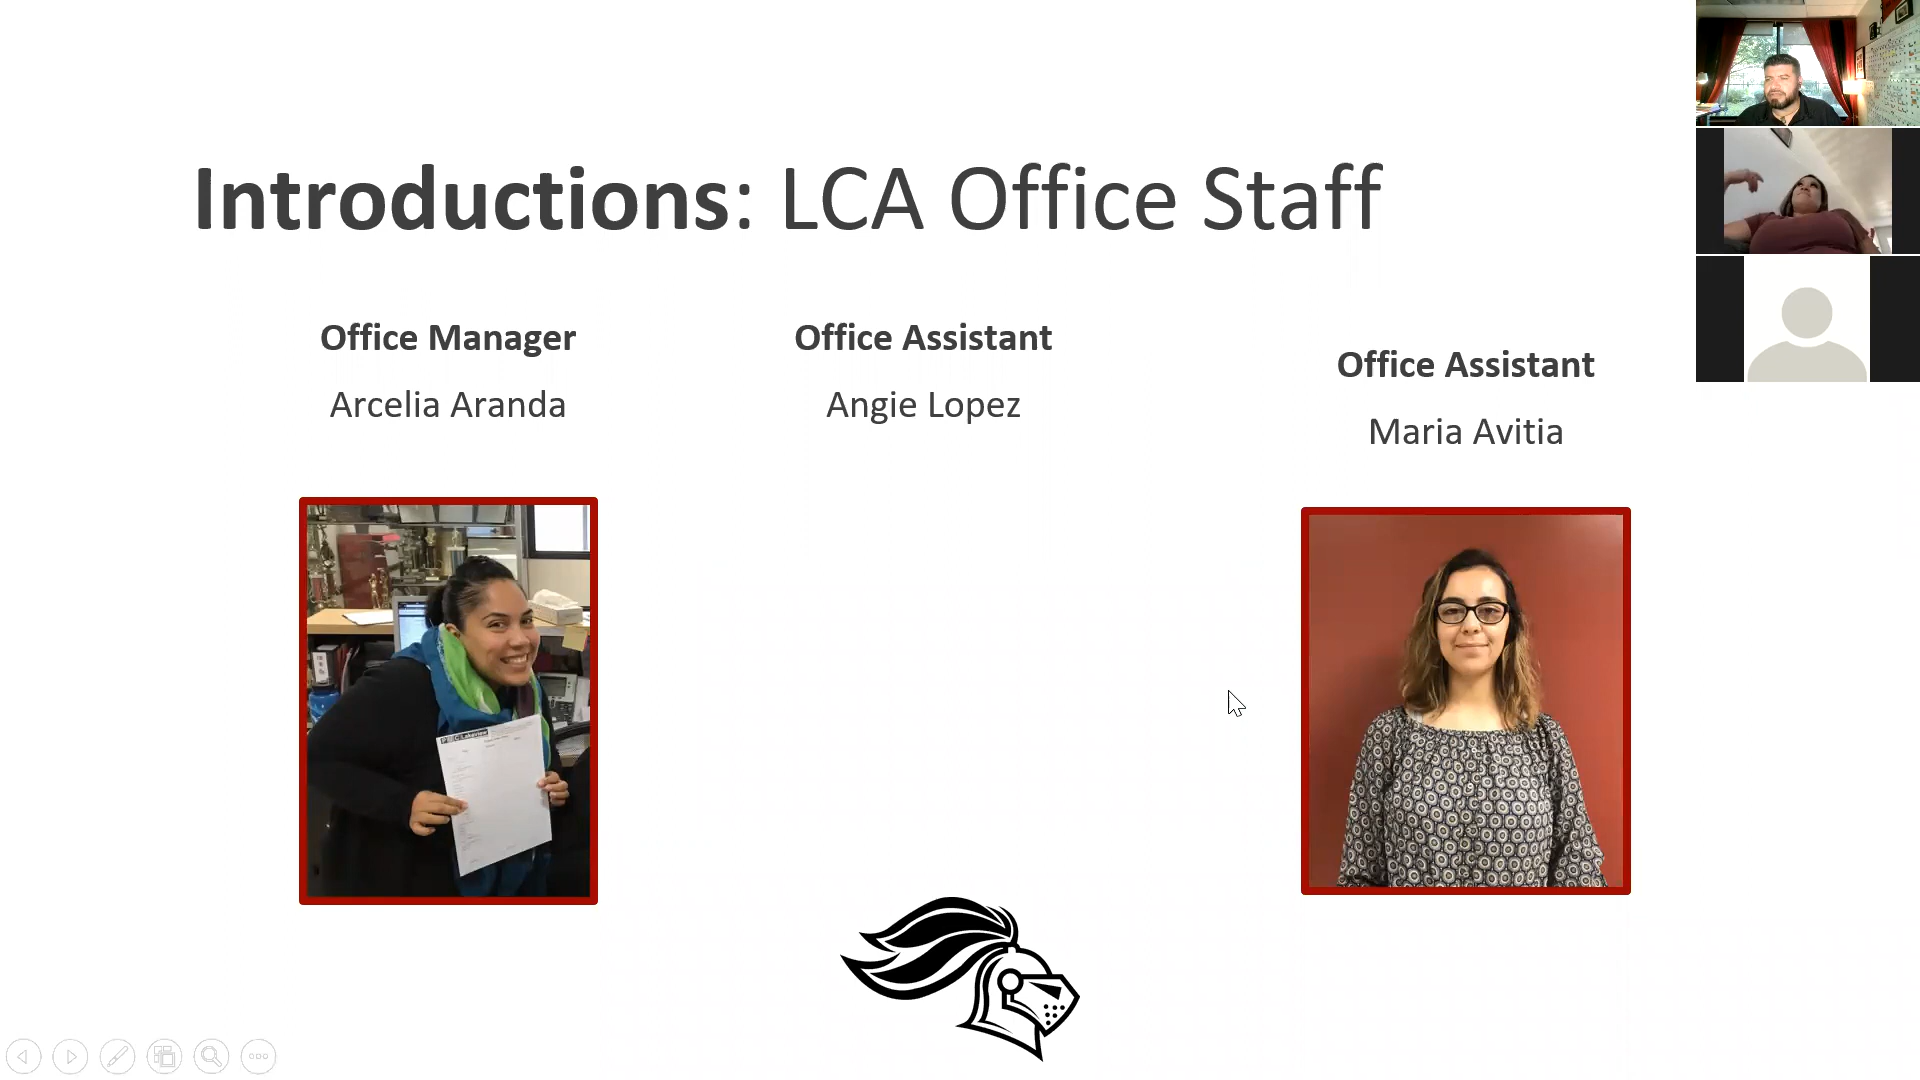 Introductions: LCA Office Staff
Office Manager
Arcelia Aranda
Office Assistant
Angie Lopez
Office Assistant
Maria Avitia